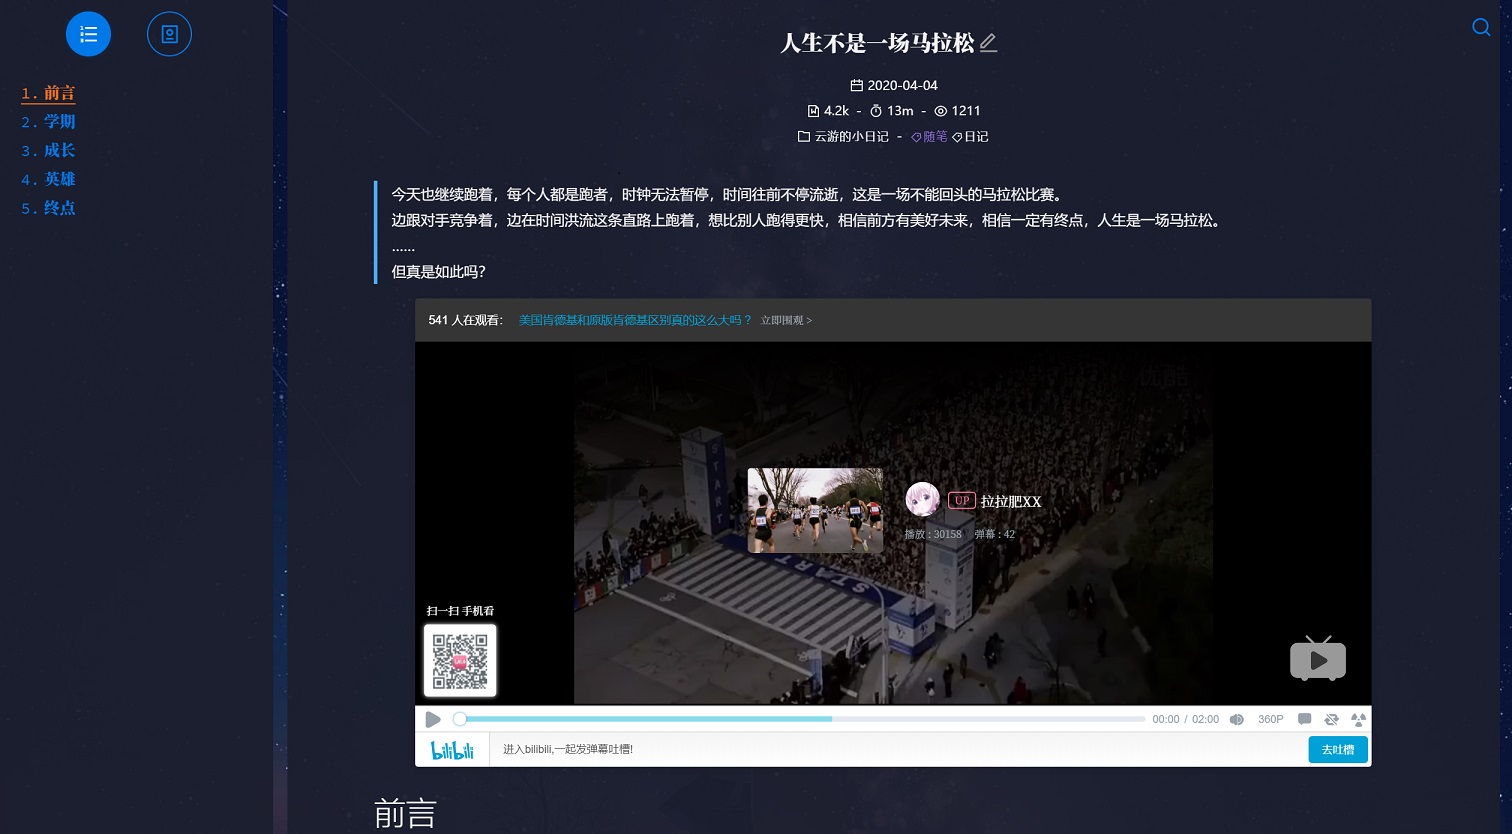 人生不是一场马拉松
2020-04-04
4.2k - 13m - 1211
云游的小日记 - 随笔 日记
1. 前言
2. 学期
3. 成长
4. 英雄
5. 终点
今天也继续跑着，每个人都是跑者，时钟无法暂停，时间往前不停流逝，这是一场不能回头的马拉松比赛。
边跟对手竞争着，边在时间洪流这条直路上跑着，想比别人跑得更快，相信前方有美好未来，相信一定有终点，人生是一场马拉松。
……
但真是如此吗？
541 人在观看： 美国肯德基和原版肯德基区别真的这么大吗？ 立即围观 >
优酷
START
START
UP 拉拉肥XX
播放 : 30158 弹幕 : 42
扫一扫 手机看
00:00 / 02:00 360P
bilibili 进入bilibili,一起发弹幕吐槽! 去吐槽
前言